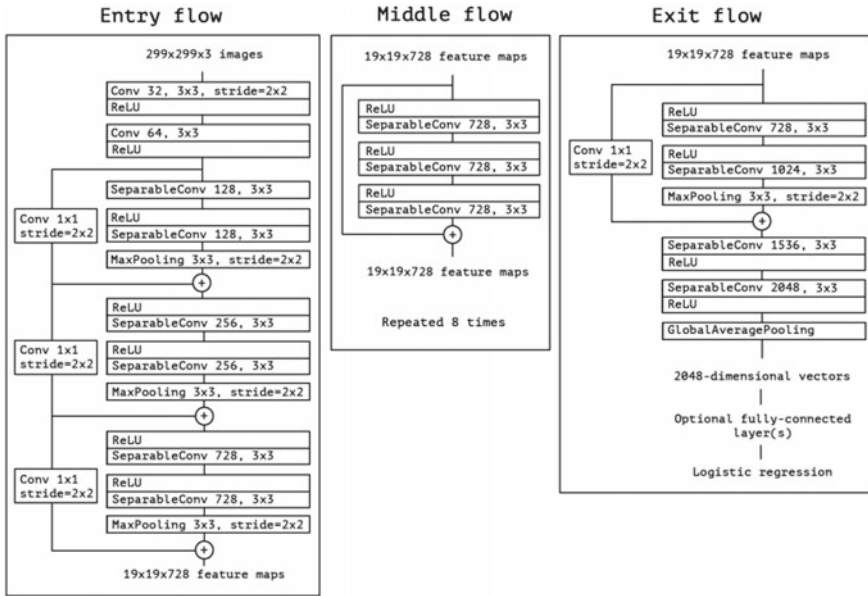 Entry flow
299x299x3 images
Conv 32, 3x3, stride=2x2
ReLU
Conv 64, 3x3
ReLU
SeparableConv 128, 3x3
Conv 1x1
stride=2x2
ReLU
SeparableConv 128, 3x3
MaxPooling 3x3, stride=2x2
+
ReLU
SeparableConv 256, 3x3
Conv 1x1
stride=2x2
ReLU
SeparableConv 256, 3x3
MaxPooling 3x3, stride=2x2
+
ReLU
SeparableConv 728, 3x3
Conv 1x1
stride=2x2
ReLU
SeparableConv 728, 3x3
MaxPooling 3x3, stride=2x2
+
19x19x728 feature maps
Middle flow
19x19x728 feature maps
ReLU
SeparableConv 728, 3x3
ReLU
SeparableConv 728, 3x3
ReLU
SeparableConv 728, 3x3
+
19x19x728 feature maps
Repeated 8 times
Exit flow
19x19x728 feature maps
ReLU
SeparableConv 728, 3x3
Conv 1x1
stride=2x2
ReLU
SeparableConv 1024, 3x3
MaxPooling 3x3, stride=2x2
+
SeparableConv 1536, 3x3
ReLU
SeparableConv 2048, 3x3
ReLU
GlobalAveragePooling
2048-dimensional vectors
Optional fully-connected
layer(s)
Logistic regression